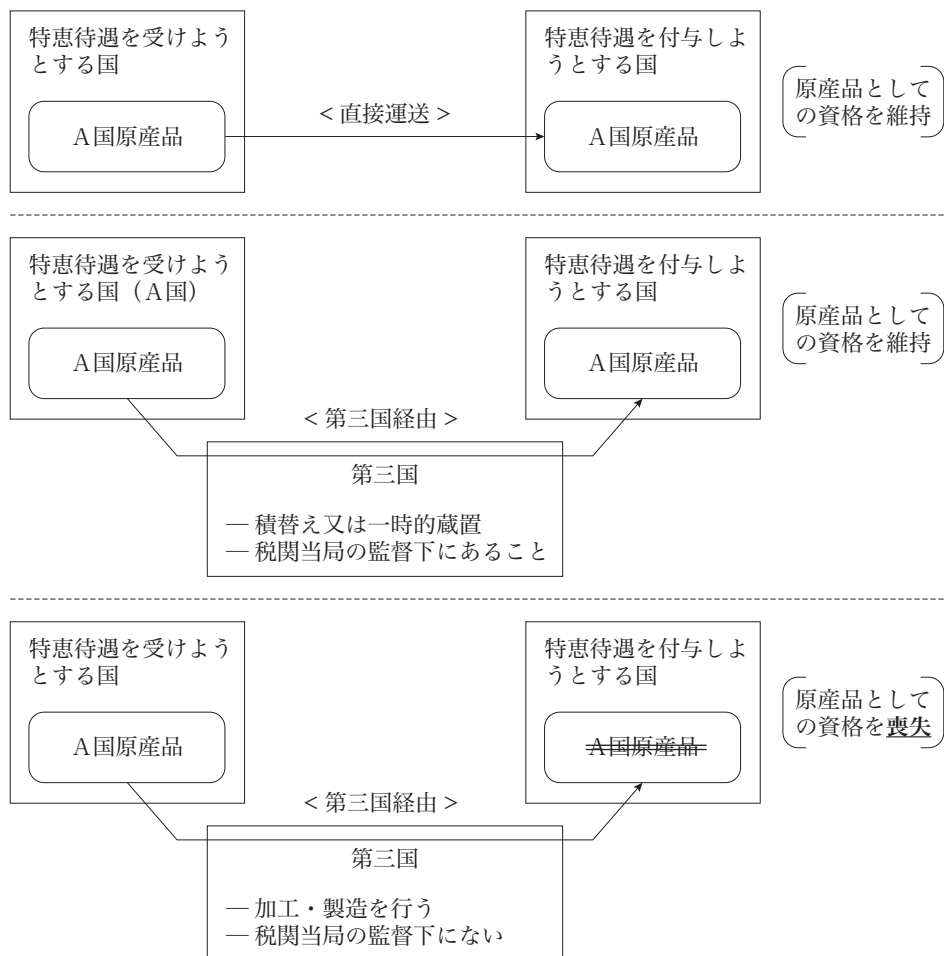 特恵待遇を受けよう
とする国
A国原産品
< 直接運送 >
特恵待遇を付与しよ
うとする国
A国原産品
原産品として
の資格を維持
特恵待遇を受けよう
とする国(A国)
A国原産品
< 第三国経由 >
第三国
— 積替え又は一時的蔵置
— 税関当局の監督下にあること
特恵待遇を付与しよ
うとする国
A国原産品
原産品として
の資格を維持
特恵待遇を受けよう
とする国
A国原産品
< 第三国経由 >
第三国
— 加工・製造を行う
— 税関当局の監督下にない
特恵待遇を付与しよ
うとする国
A国原産品
原産品として
の資格を喪失